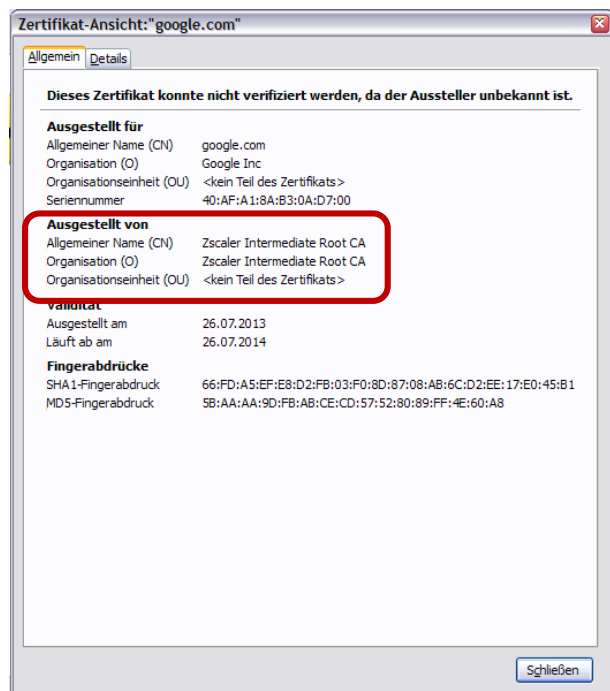 Zertifikat-Ansicht:"google.com"
Allgemein Details
Dieses Zertifikat konnte nicht verifiziert werden, da der Aussteller unbekannt ist.
Ausgestellt für
Allgemeiner Name (CN) google.com
Organisation (O) Google Inc
Organisationseinheit (OU) <kein Teil des Zertifikats>
Seriennummer 40:AF:A1:8A:B3:0A:D7:00
Ausgestellt von
Allgemeiner Name (CN) Zscaler Intermediate Root CA
Organisation (O) Zscaler Intermediate Root CA
Organisationseinheit (OU) <kein Teil des Zertifikats>
Validität
Ausgestellt am 26.07.2013
Läuft ab am 26.07.2014
Fingerabdrücke
SHA1-Fingerabdruck 66:FD:A5:EF:E8:D2:FB:03:F0:8D:87:08:AB:6C:D2:EE:17:E0:45:B1
MD5-Fingerabdruck 5B:AA:AA:9D:FB:AB:CE:CD:57:52:80:89:FF:4E:60:A8
Schließen